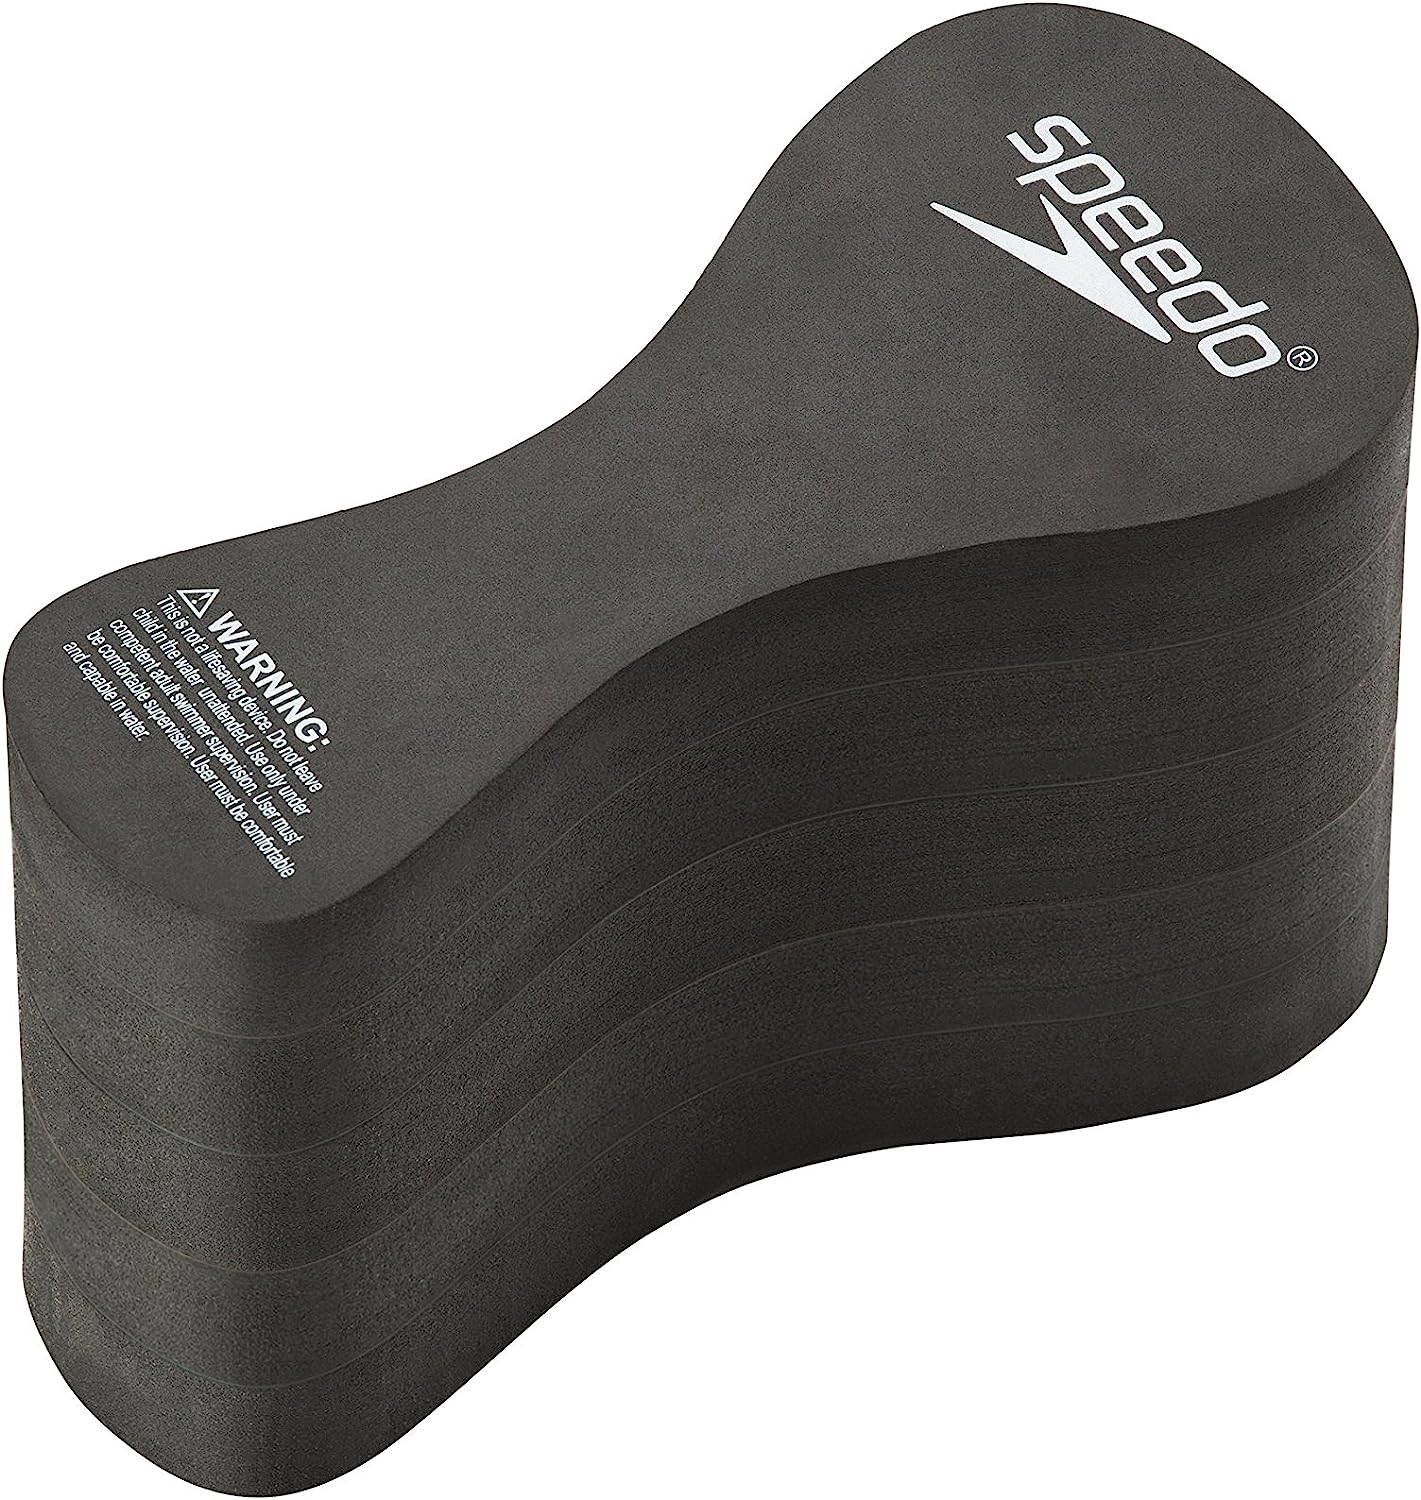 speedo®
WARNING:
This is not a lifesaving device. Do not leave
child in the water unattended. Use only under
competent adult swimmer supervision. User must
be comfortable supervision. User must be comfortable
and capable in water.